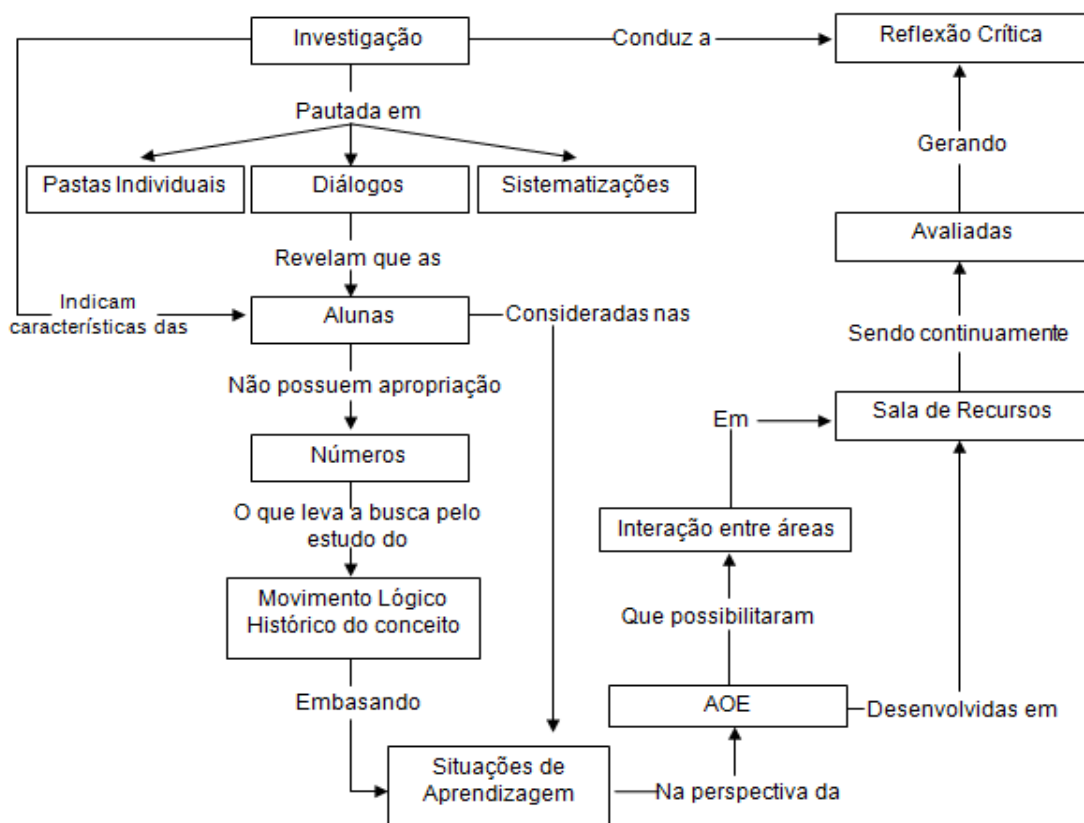 Investigação
Conduz a
Reflexão Crítica
Pautada em
Gerando
Pastas Individuais
Diálogos
Sistematizações
Avaliadas
Revelam que as
Indicam
características das
Alunas
Consideradas nas
Sendo continuamente
Não possuem apropriação
Em
Sala de Recursos
Números
O que leva a busca pelo
estudo do
Interação entre áreas
Movimento Lógico
Histórico do conceito
Que possibilitaram
Embasando
AOE
Desenvolvidas em
Situações de
Aprendizagem
Na perspectiva da